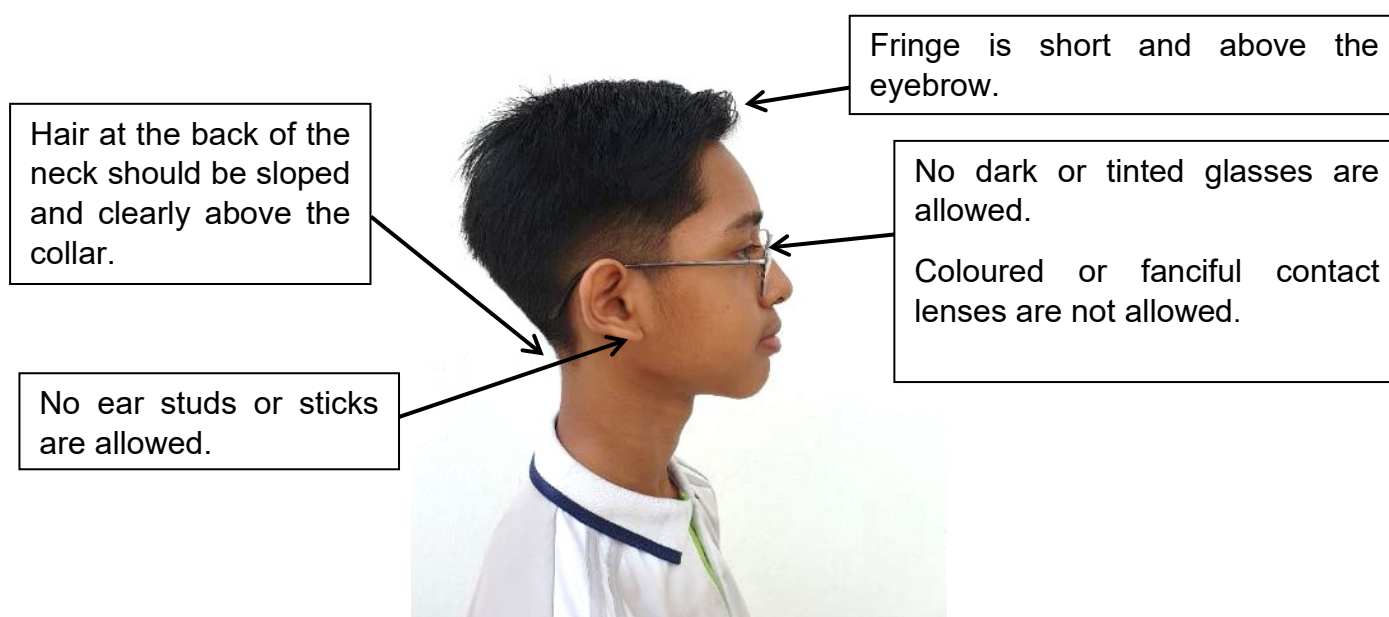 Fringe is short and above the
eyebrow.
Hair at the back of the
neck should be sloped
and clearly above the
collar.
No dark or tinted glasses are
allowed.
Coloured or fanciful contact
lenses are not allowed.
No ear studs or sticks
are allowed.